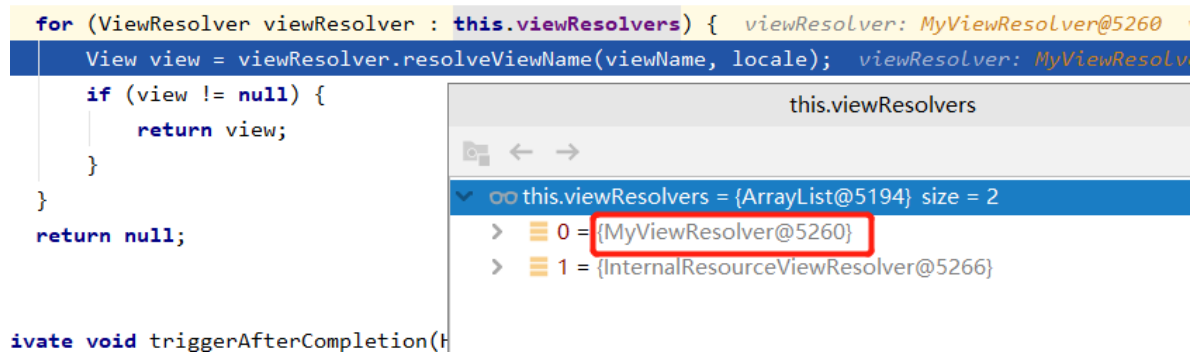 for (ViewResolver viewResolver : this.viewResolvers) {  viewResolver: MyViewResolver@5260
View view = viewResolver.resolveViewName(viewName, locale);  viewResolver: MyViewResolv
if (view != null) {
return view;
}
}
return null;
ivate void triggerAfterCompletion(H
this.viewResolvers
this.viewResolvers = {ArrayList@5194} size = 2
0 = {MyViewResolver@5260}
1 = {InternalResourceViewResolver@5266}